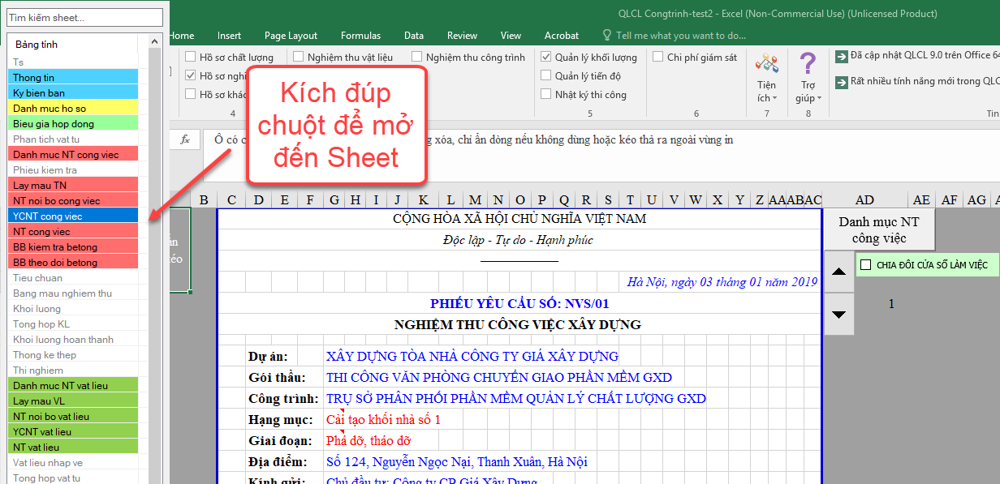 QLCL Congtrinh-test2 - Excel (Non-Commercial Use) (Unlicensed Product)
Tìm kiếm sheet...
Home Insert Page Layout Formulas Data Review View Acrobat Tell me what you want to do...
Hồ sơ chất lượng
Nghiệm thu vật liệu
Nghiệm thu công trình
Hồ sơ
Hồ sơ
4
Quản lý khối lượng
Quản lý tiến độ
Nhật ký thi công
5
Chi phí giám sát
6
Tiện
ích
7
Trợ
giúp
8
Đã cập nhật QLCL 9.0 trên Office 64
Rất nhiều tính năng mới trong
Kích đúp
chuột để mở
đến Sheet
fx
Ô có
xóa, chỉ ẩn dòng nếu không dùng hoặc kéo thả ra ngoài vùng in
Bảng tính
Ts
Thong tin
Ky bien ban
Danh muc ho so
Bieu gia hop dong
Phan tich vat tu
Danh muc NT cong viec
Phieu kiem tra
Lay mau TN
NT noi bo cong viec
YCNT cong viec
NT cong viec
BB kiem tra betong
BB theo doi betong
Tieu chuan
Bang mau nghiem thu
Khoi luong
Tong hop KL
Khoi luong hoan thanh
Thong ke thep
Thi nghiem
Danh muc NT vat lieu
Lay mau VL
NT noi bo vat lieu
YCNT vat lieu
NT vat lieu
Vat lieu nhap ve
Tong hop vat tu
B C D E F G H I J K L M N O P Q R S T U V W X Y Z AA AB AC AD AE AF AG
CỘNG HÒA XÃ HỘI CHỦ NGHĨA VIỆT NAM
Độc lập - Tự do - Hạnh phúc
Hà Nội, ngày 03 tháng 01 năm 2019
PHIẾU YÊU CẦU SỐ: NVS/01
NGHIỆM THU CÔNG VIỆC XÂY DỰNG
Dự án: XÂY DỰNG TÒA NHÀ CÔNG TY GIÁ XÂY DỰNG
Gói thầu: THI CÔNG VĂN PHÒNG CHUYỂN GIAO PHẦN MỀM GXD
Công trình: TRỤ SỞ PHÂN PHỐI PHẦN MỀM QUẢN LÝ CHẤT LƯỢNG GXD
Hạng mục: Cải tạo khối nhà số 1
Giai đoạn: Phá dỡ, tháo dỡ
Địa điểm: Số 124, Nguyễn Ngọc Nại, Thanh Xuân, Hà Nội
Kính gửi: Chủ đầu tư: Công ty CP Giá Xây Dựng
Danh mục NT
công việc
CHIA ĐÔI CỬA SỔ LÀM VIỆC
1